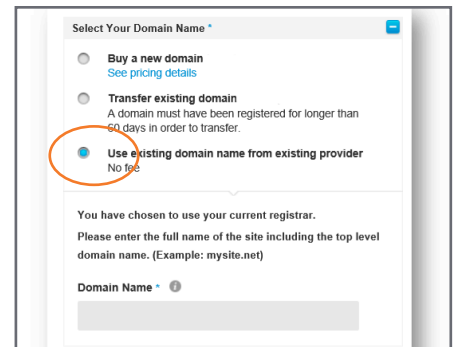 Select Your Domain Name *
Buy a new domain
See pricing details
Transfer existing domain
A domain must have been registered for longer than
60 days in order to transfer.
Use existing domain name from existing provider
No fee
You have chosen to use your current registrar.
Please enter the full name of the site including the top level
domain name. (Example: mysite.net)
Domain Name * i